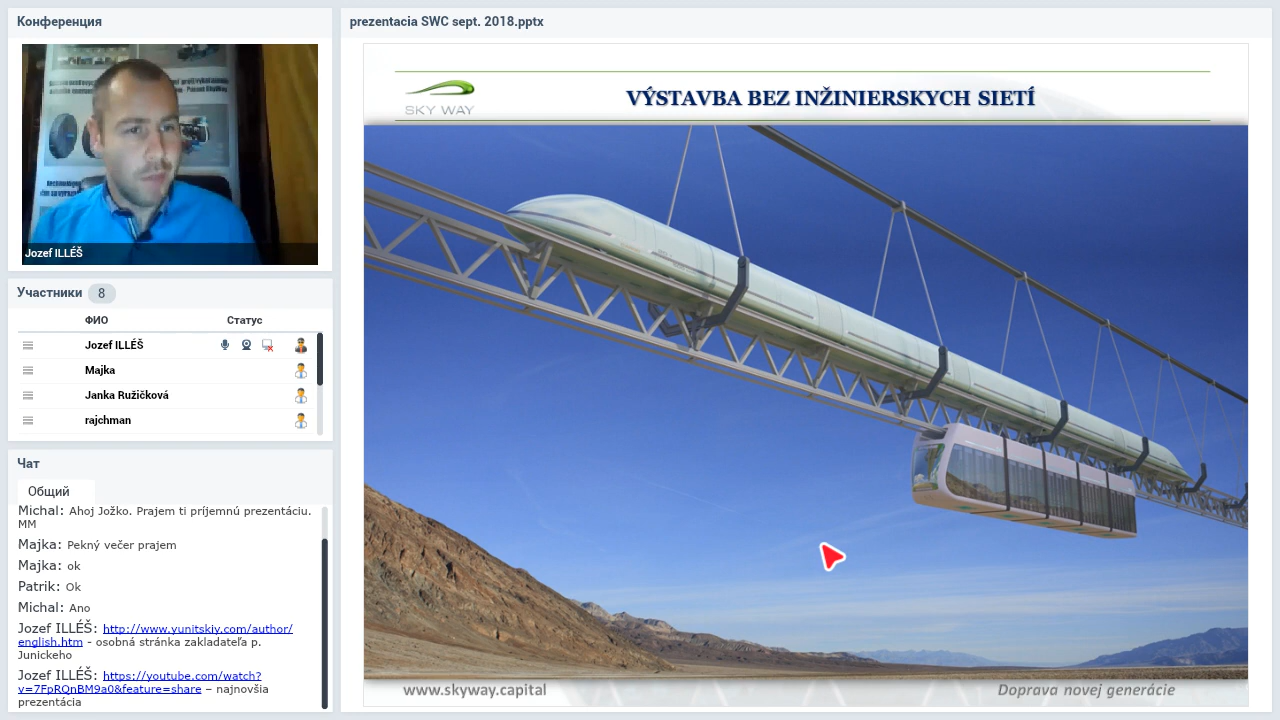 Конференция
Jozef ILLÉŠ
Участники 8
ФИО Статус
Jozef ILLÉŠ
Majka
Janka Ružičková
rajchman
Чат
Общий
Michal: Ahoj Jožko. Prajem ti príjemnú prezentáciu.
MM
Majka: Pekný večer prajem
Majka: ok
Patrik: Ok
Michal: Ano
Jozef ILLÉŠ: http://www.yunitskiy.com/author/
english.htm - osobná stránka zakladateľa p.
Junickeho
Jozef ILLÉŠ: https://youtube.com/watch?
v=7FpRQnBM9a0&feature=share – najnovšia
prezentácia
prezentacia SWC sept. 2018.pptx
SKY WAY
VÝSTAVBA BEZ INŽINIERSKYCH SIETÍ
www.skyway.capital
Doprava novej generácie